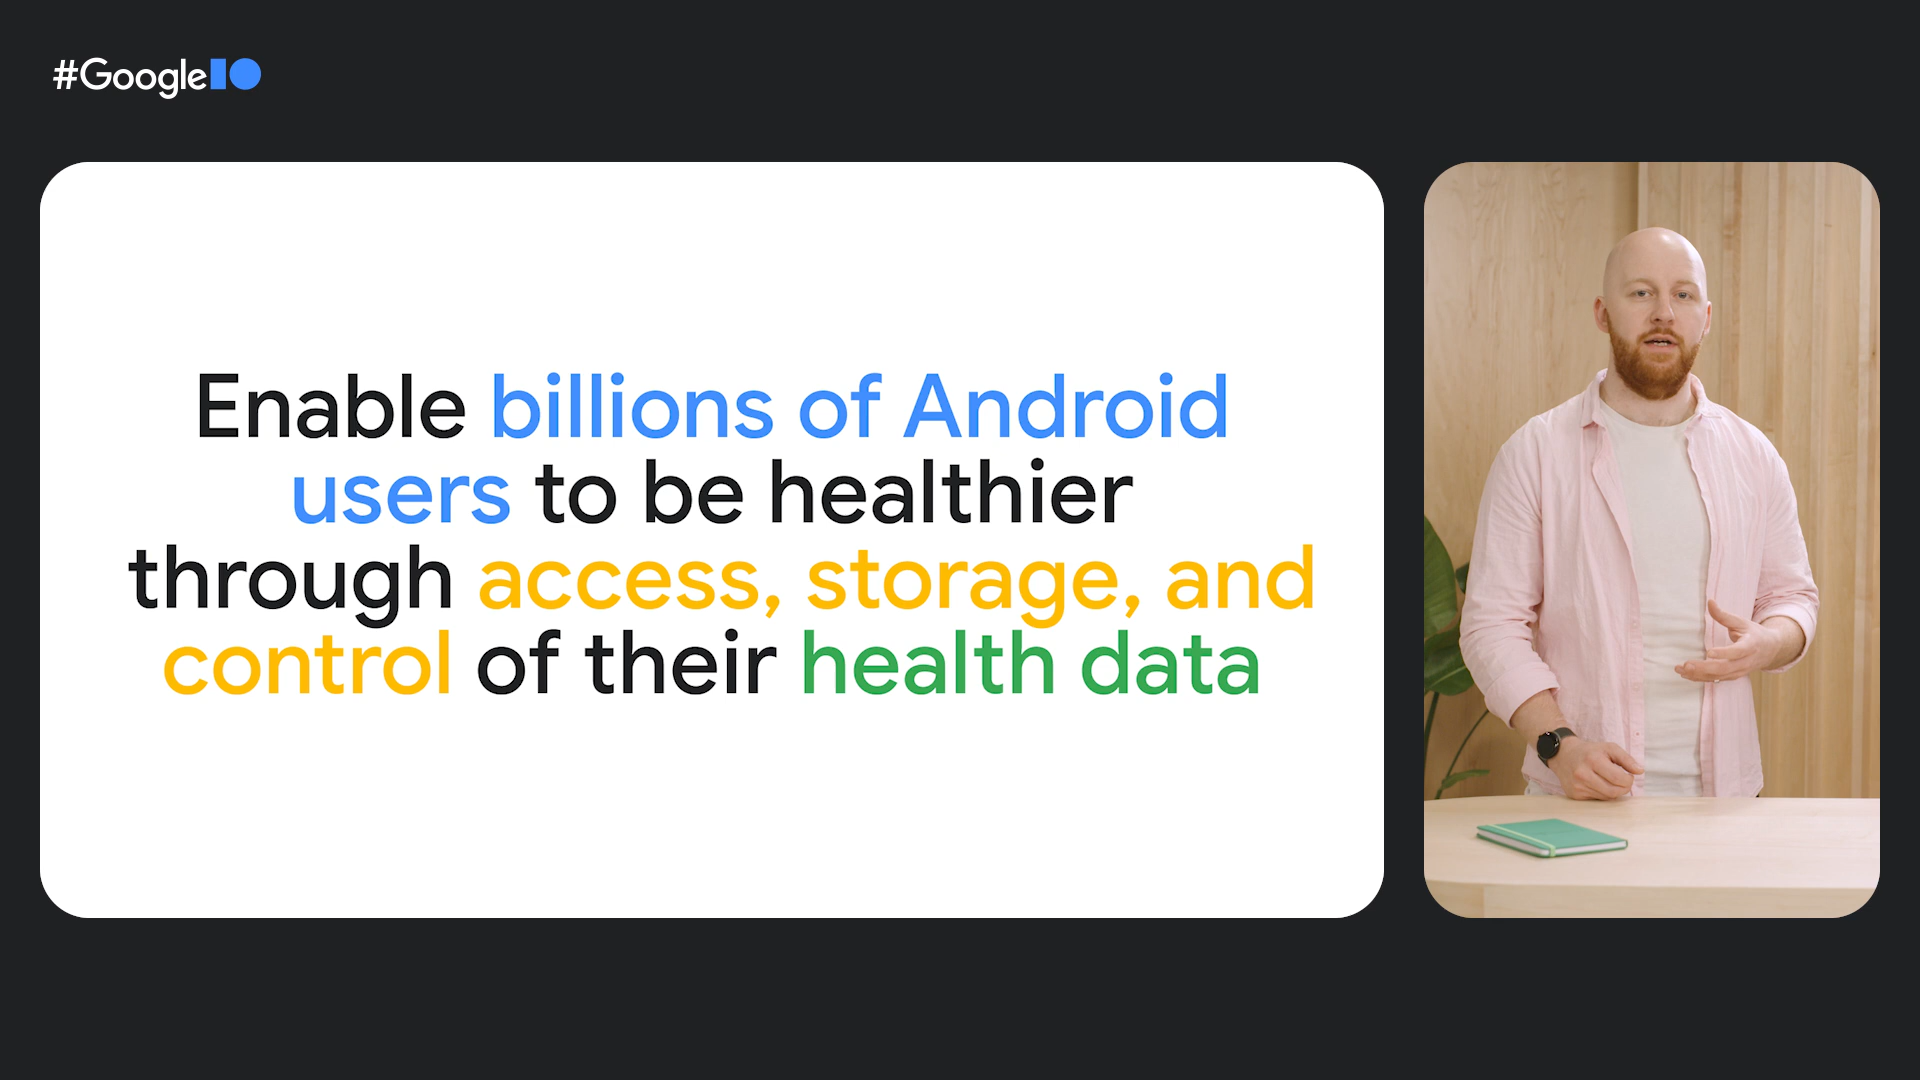 #GoogleIO
Enable billions of Android
users to be healthier
through access, storage, and
control of their health data